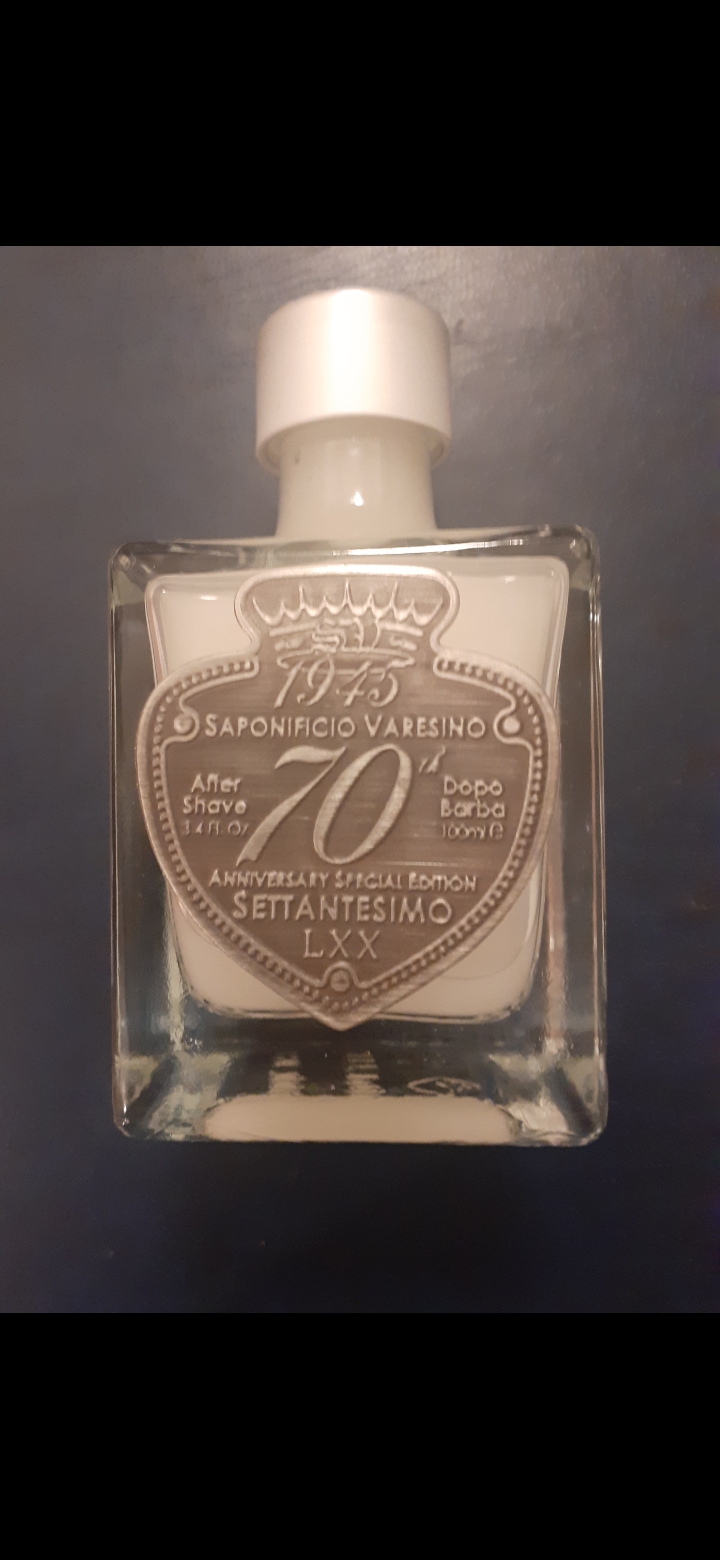 SV
1945
SAPONIFICIO VARESINO
70th
After
Shave
3.4 Fl. Oz
Dopo
Barba
100ml e
ANNIVERSARY SPECIAL EDITION
SETTANTESIMO
LXX